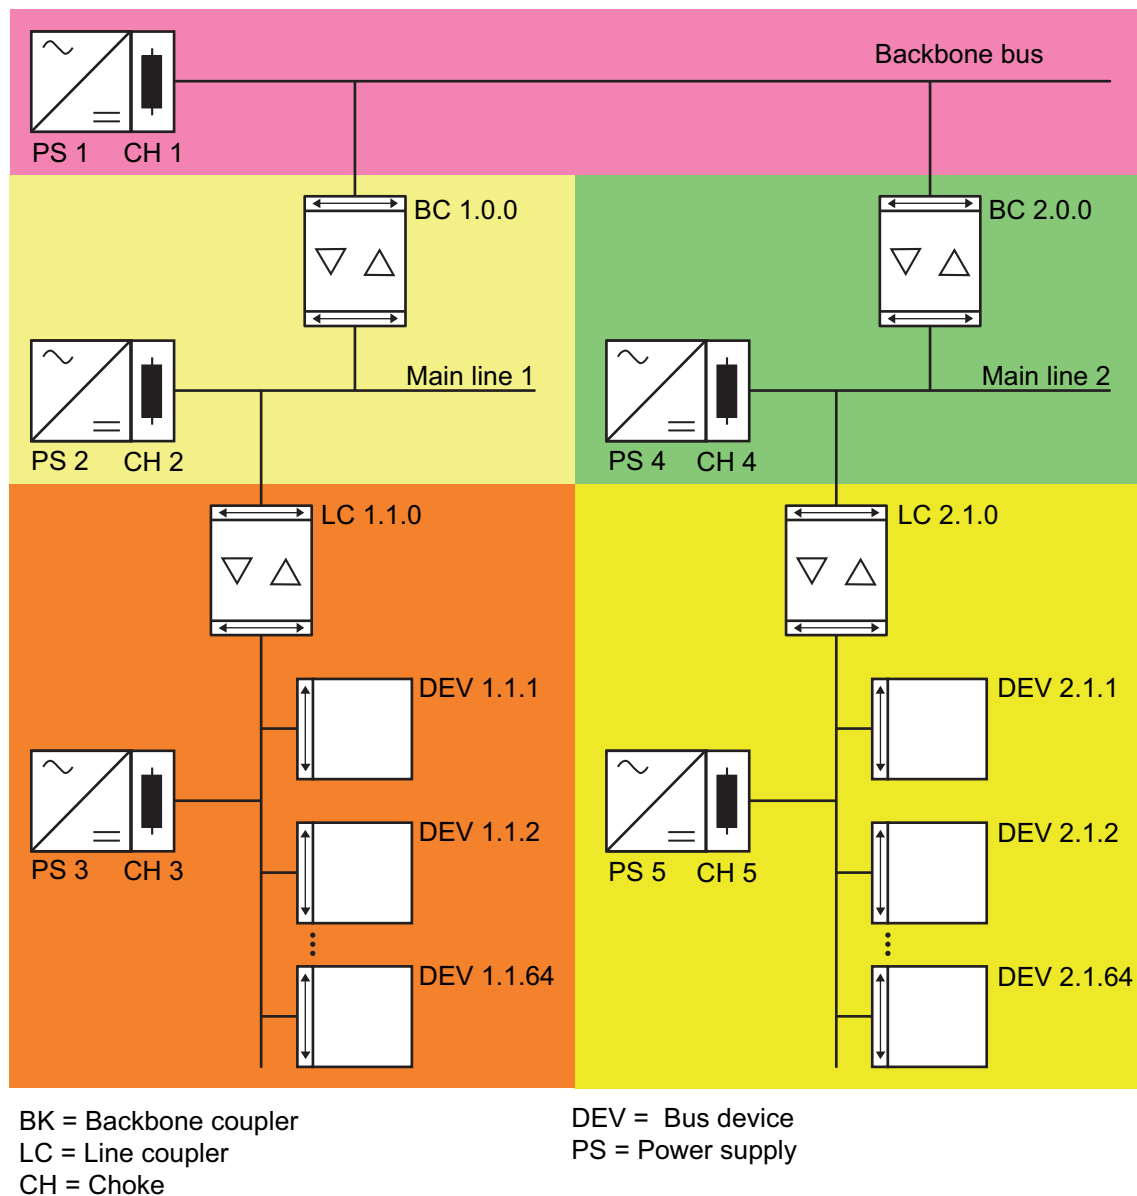 Backbone bus
PS 1 CH 1
BC 1.0.0
BC 2.0.0
Main line 1
Main line 2
PS 2 CH 2
PS 4 CH 4
LC 1.1.0
LC 2.1.0
DEV 1.1.1
DEV 2.1.1
DEV 1.1.2
DEV 2.1.2
PS 3 CH 3
PS 5 CH 5
DEV 1.1.64
DEV 2.1.64
BK = Backbone coupler
LC = Line coupler
CH = Choke
DEV = Bus device
PS = Power supply